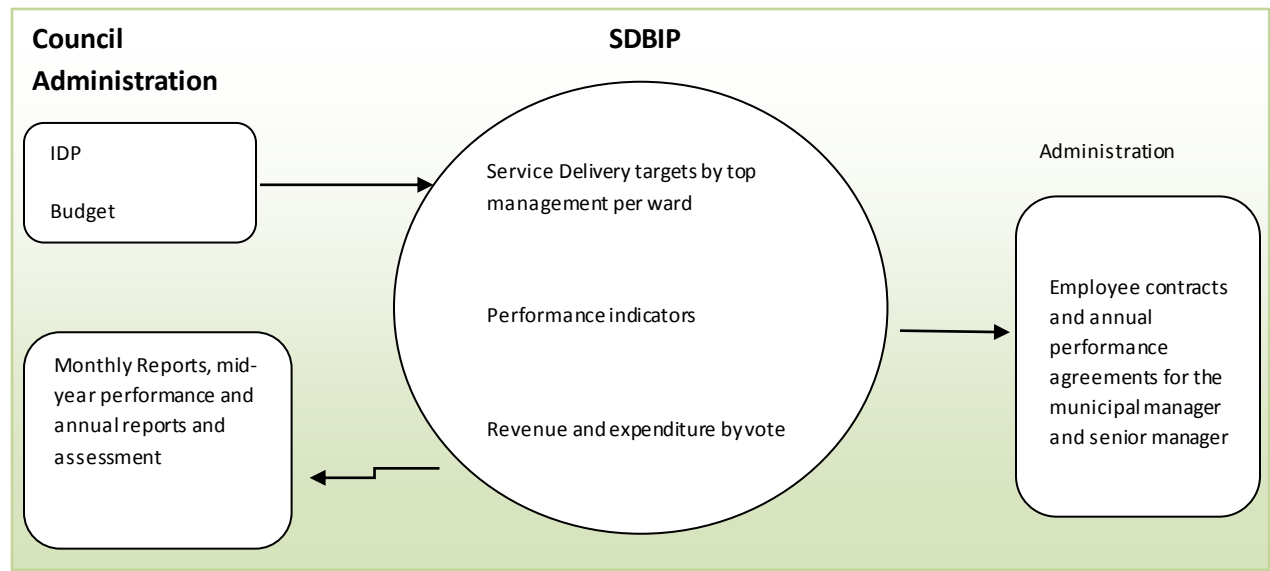 Council
Administration
SDBIP
IDP
Budget
Service Delivery targets by top
management per ward
Performance indicators
Revenue and expenditure by vote
Administration
Employee contracts
and annual
performance
agreements for the
municipal manager
and senior manager
Monthly Reports, mid-
year performance and
annual reports and
assessment